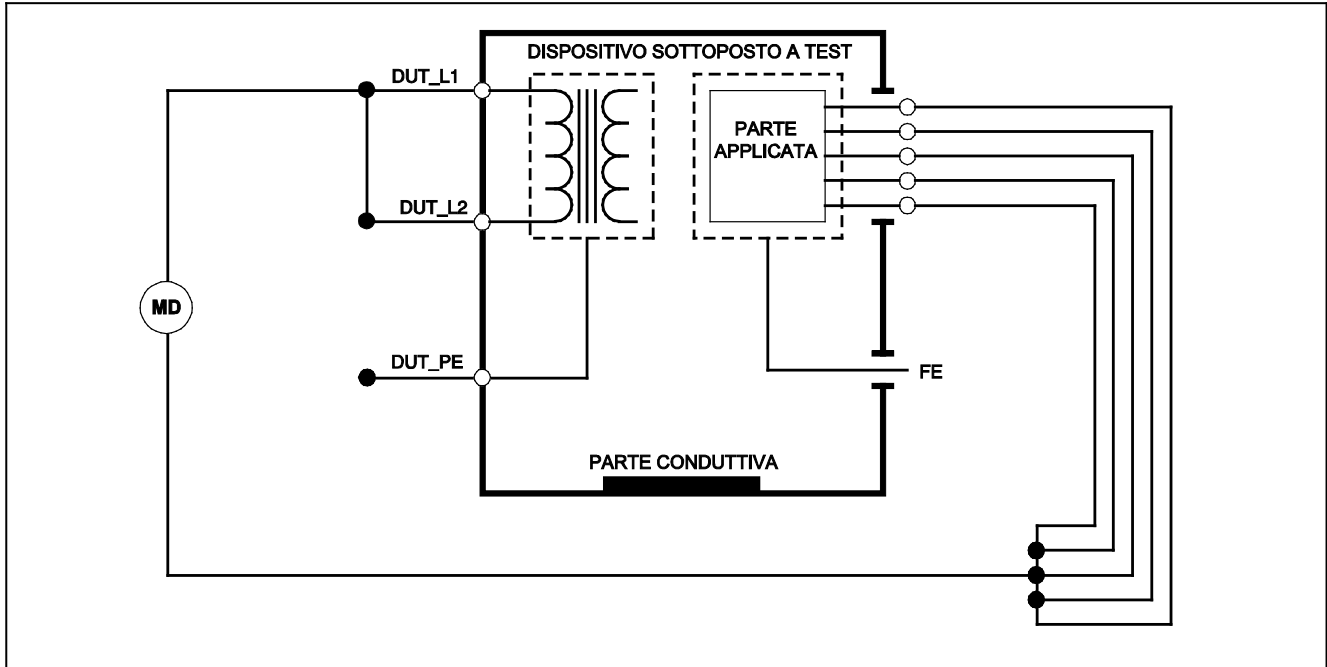 DISPOSITIVO SOTTOPOSTO A TEST
DUT_L1
PARTE
APPLICATA
DUT_L2
MD
DUT_PE
FE
PARTE CONDUTTIVA